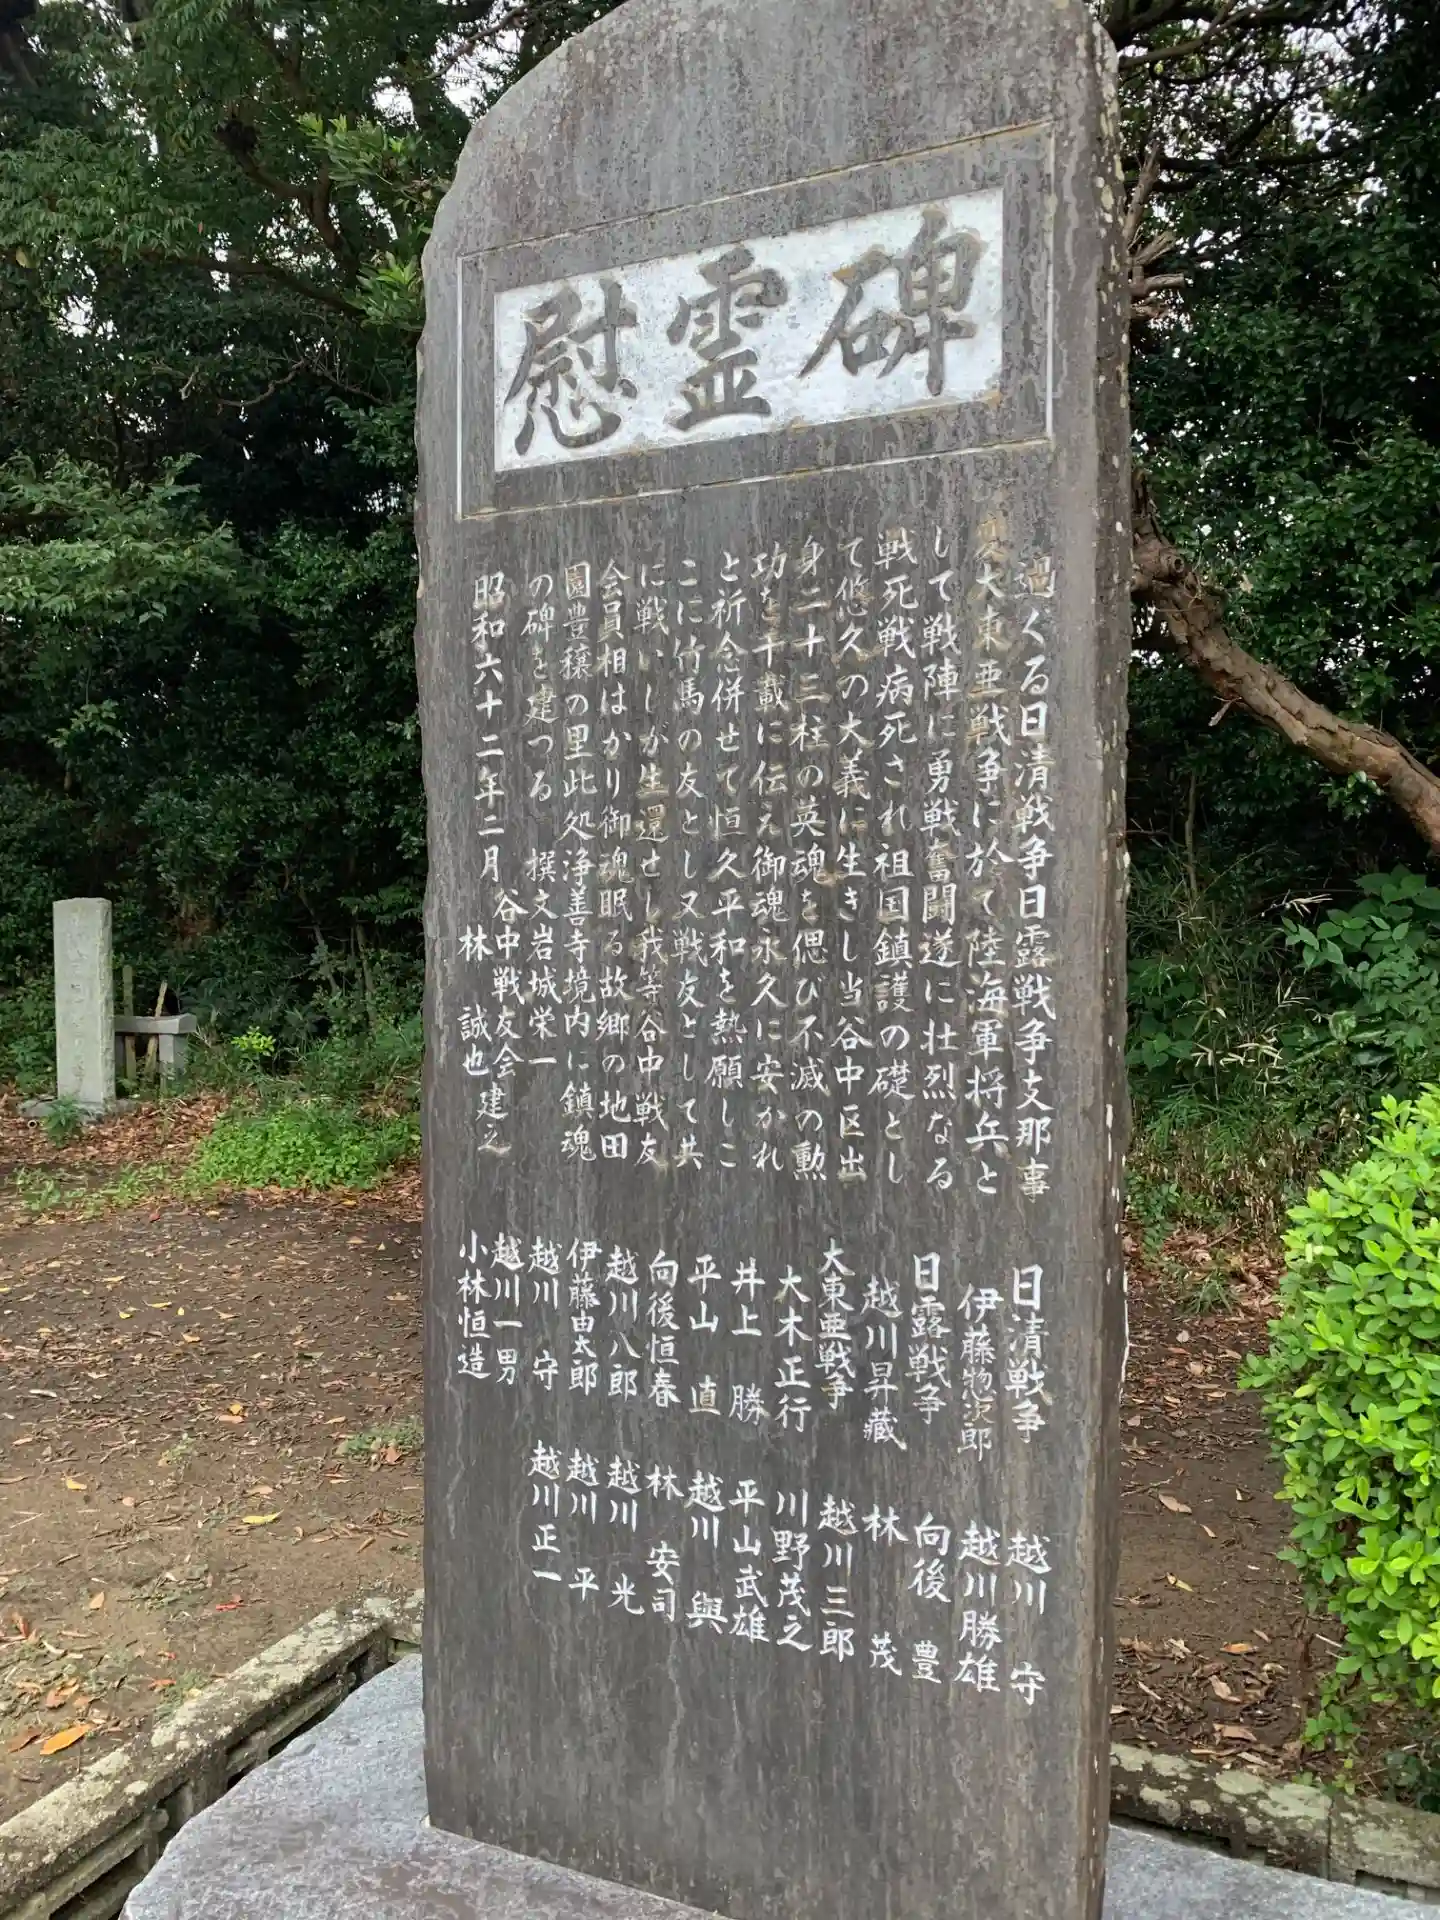 慰霊碑
過くる日清戦争日露戦争支那事
変大東亜戦争に於て陸海軍将兵と
して戦陣に勇戦奮闘遂に壮烈なる
戦死戦病死され祖国鎮護の礎とし
て悠久の大義に生きし当谷中区出
身二十三柱の英魂を偲び不滅の勲
功を千載に伝え御魂永久に安かれ
と祈念併せて恒久平和を熱願しこ
こに竹馬の友とし又戦友として共
に戦いしが生還せし我等谷中戦友
会員相はかり御魂眠る故郷の地田
園豊穣の里此処浄善寺境内に鎮魂
の碑を建つる 撰文岩城栄一
昭和六十二年二月 谷中戦友会建之
林 誠也
日清戦争 越川 守
伊藤惣次郎 越川勝雄
日露戦争 向後 豊
越川昇藏 林 茂
大東亜戦争 越川三郎
大木正行 川野茂之
井上 勝 平山武雄
平山 直 越川 與
向後恒春 林 安司
越川八郎 越川 光
伊藤由太郎 越川 平
越川 守 越川正一
越川一男
小林恒造